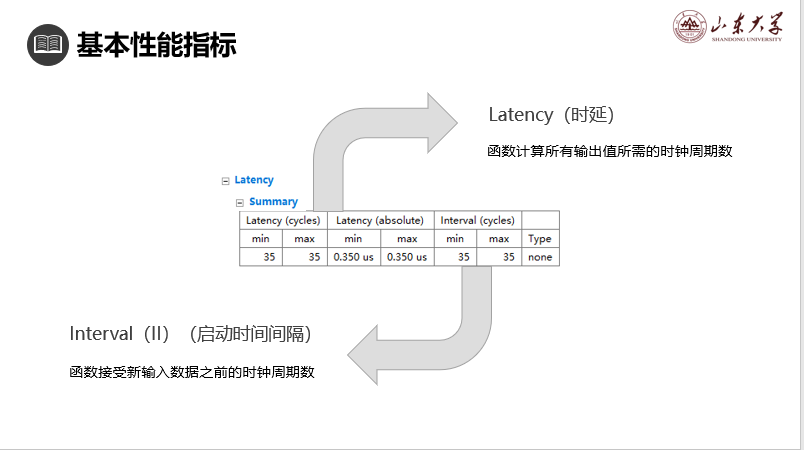 基本性能指标
山东大学
SHANDONG UNIVERSITY
Latency（时延）
函数计算所有输出值所需的时钟周期数
Latency
Summary
Latency (cycles) Latency (absolute) Interval (cycles)
min max min max min max Type
35 35 0.350 us 0.350 us 35 35 none
Interval（II）（启动时间间隔）
函数接受新输入数据之前的时钟周期数